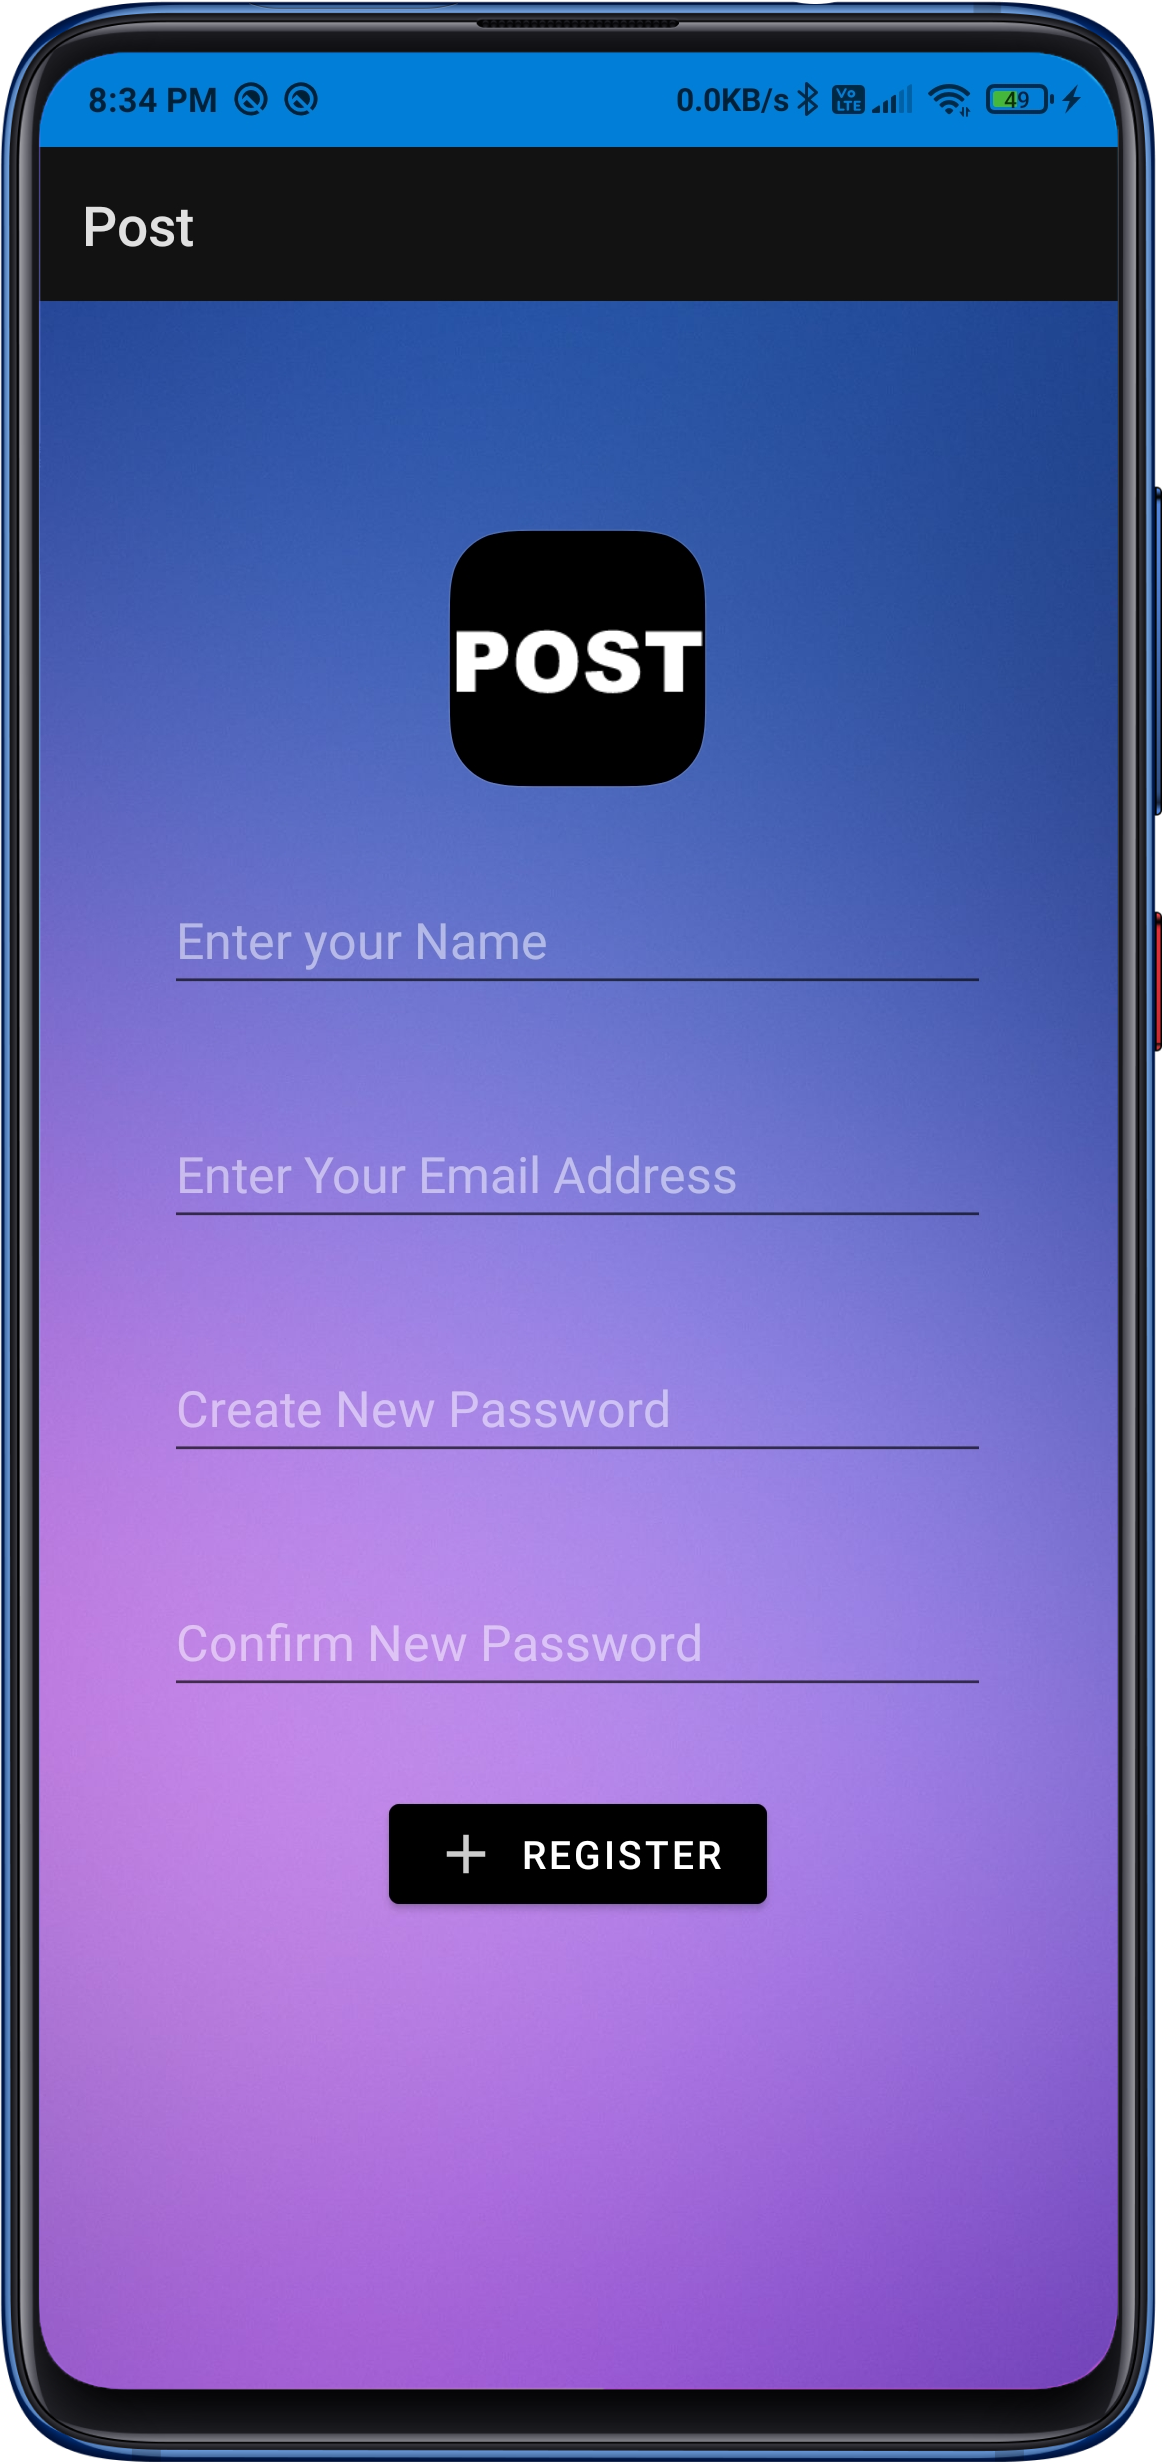 8:34 PM 0.0KB/s Vo LTE 49
Post
POST
Enter your Name
Enter Your Email Address
Create New Password
Confirm New Password
REGISTER